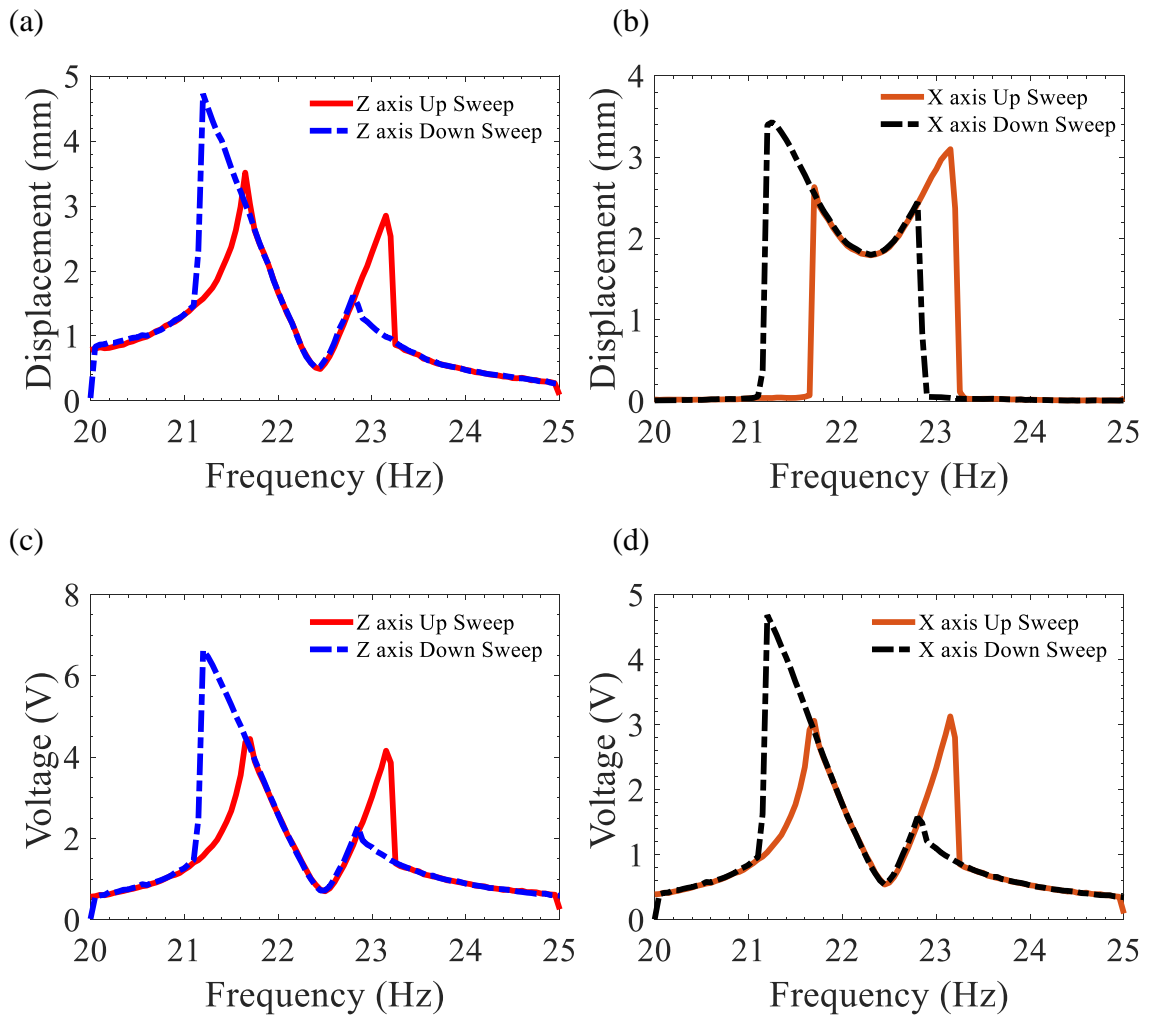 (a)
(b)
5
4
3
2
1
0
Displacement (mm)
Z axis Up Sweep
Z axis Down Sweep
20 21 22 23 24 25
Frequency (Hz)
4
3
2
1
0
Displacement (mm)
X axis Up Sweep
X axis Down Sweep
20 21 22 23 24 25
Frequency (Hz)
(c)
(d)
8
6
4
2
0
Voltage (V)
Z axis Up Sweep
Z axis Down Sweep
20 21 22 23 24 25
Frequency (Hz)
5
4
3
2
1
0
Voltage (V)
X axis Up Sweep
X axis Down Sweep
20 21 22 23 24 25
Frequency (Hz)